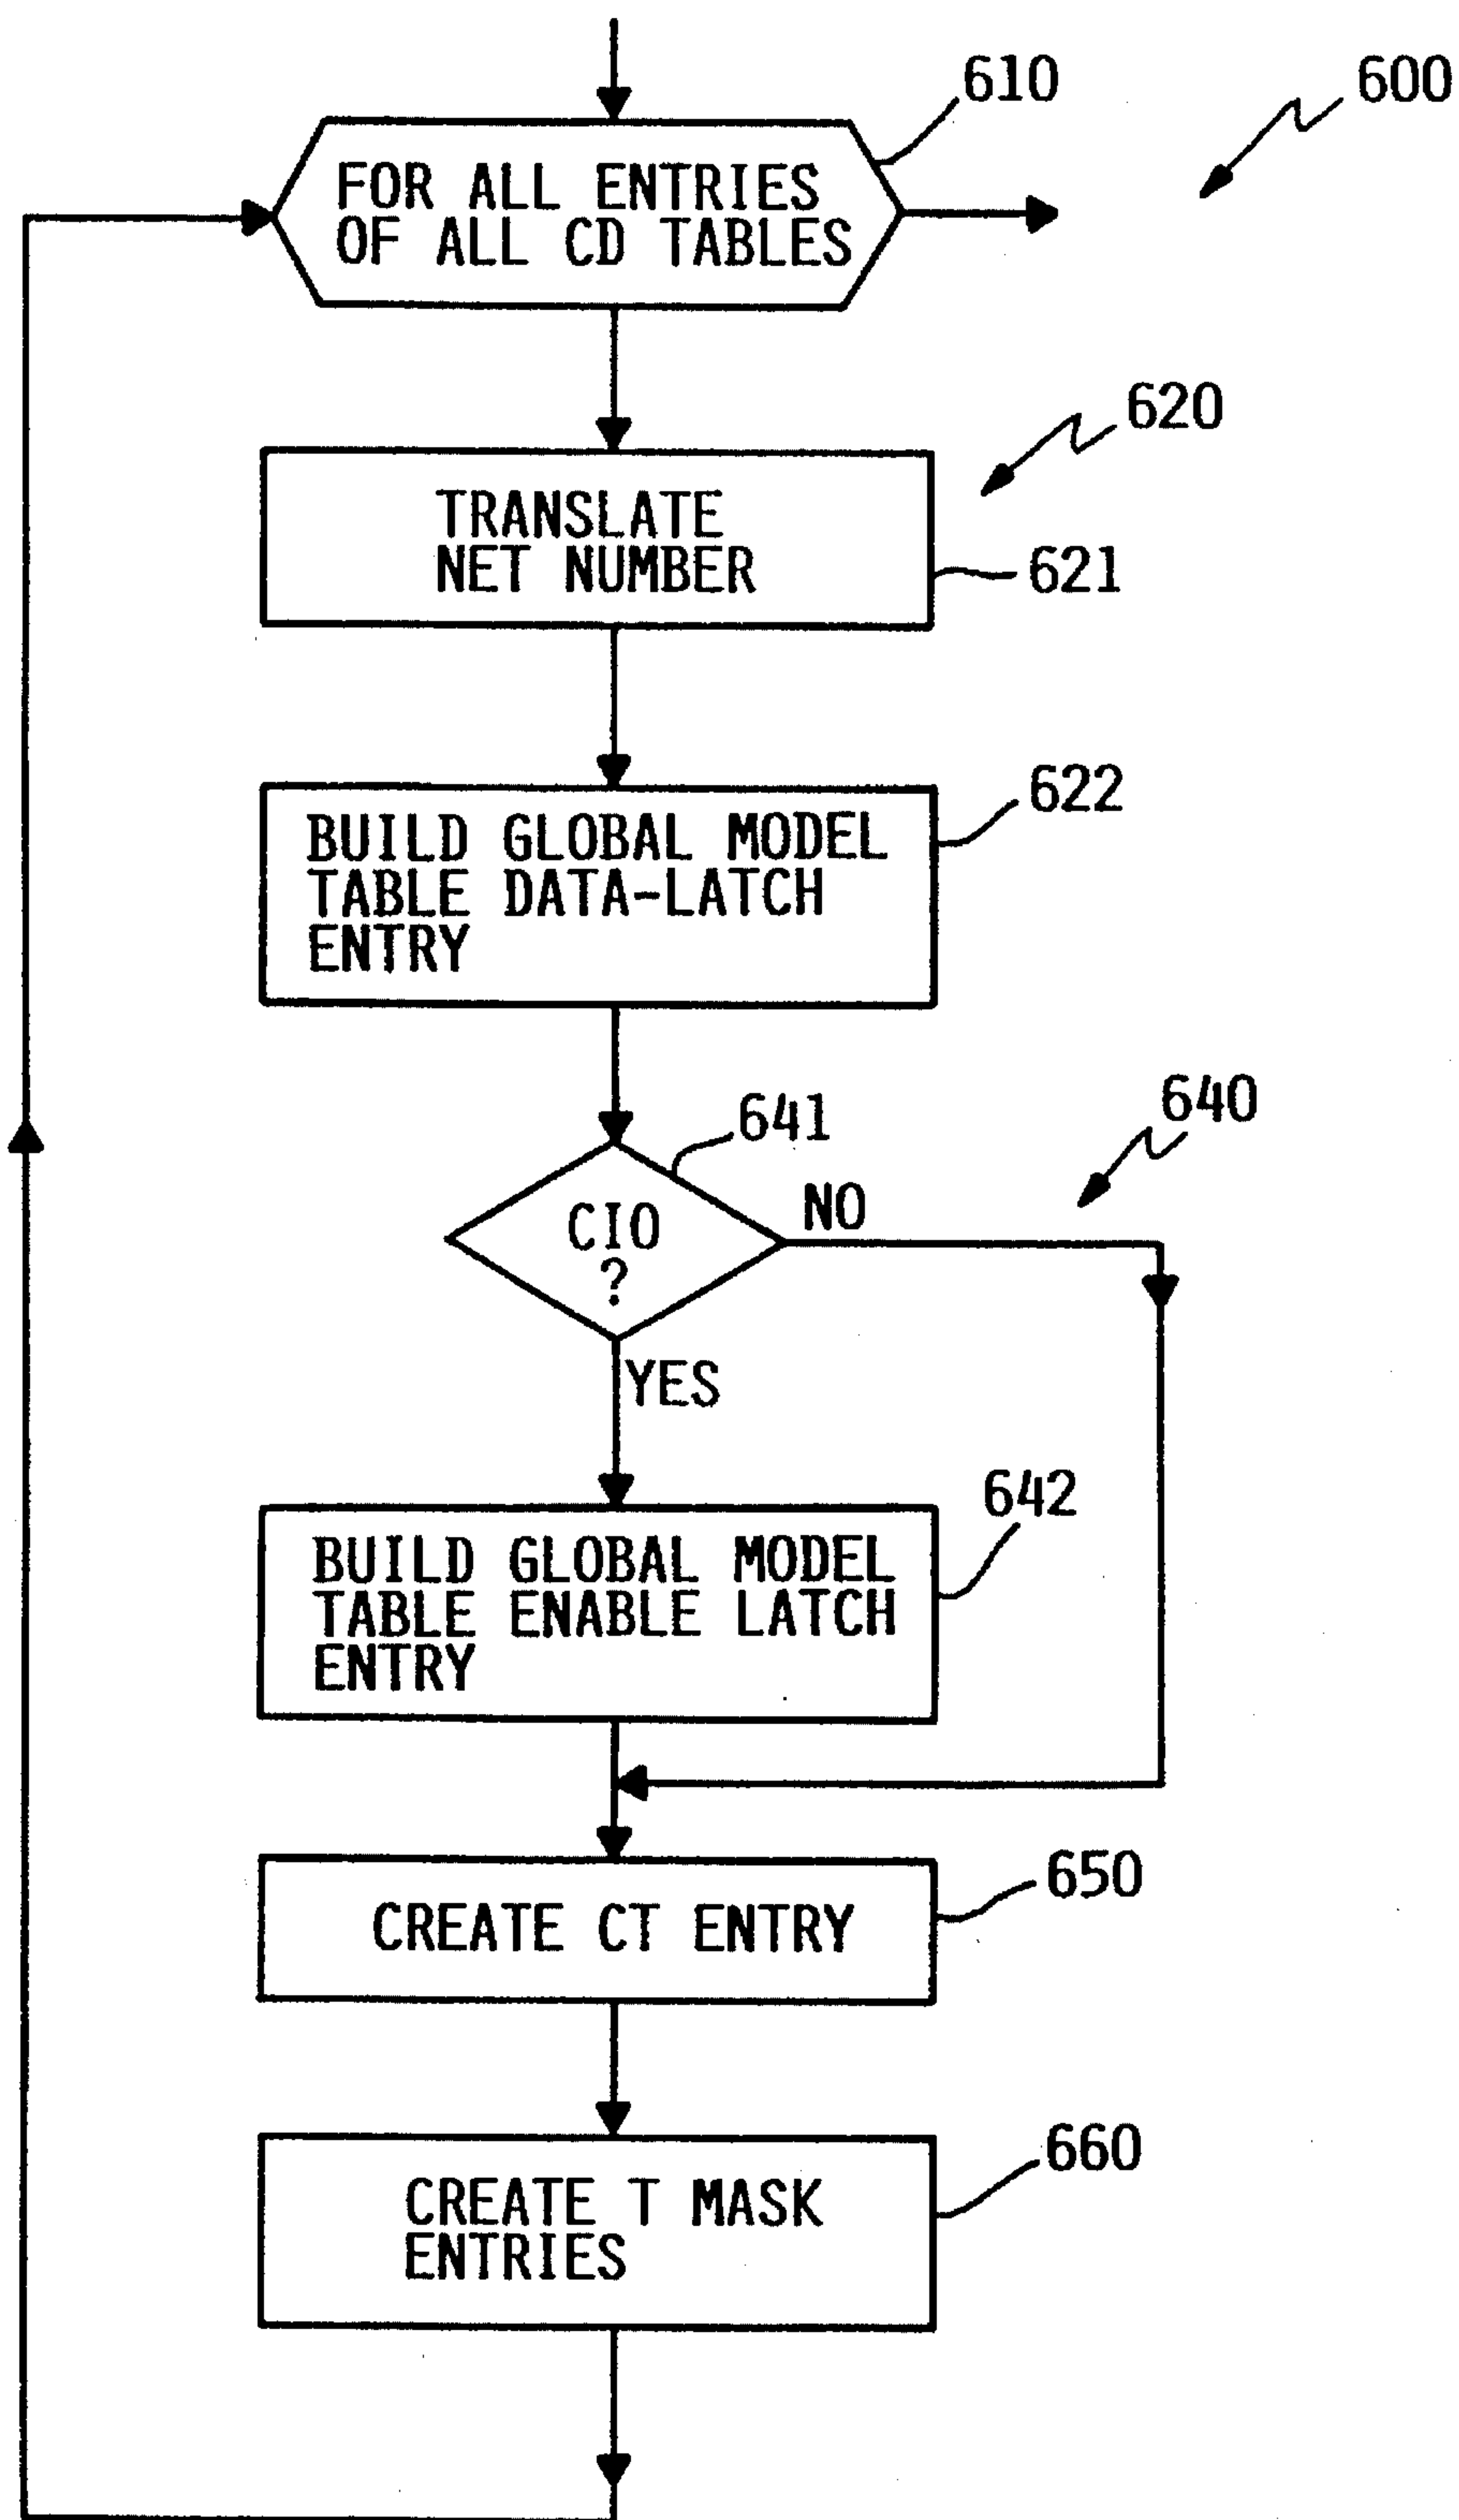 610
600
FOR ALL ENTRIES
OF ALL CD TABLES
620
TRANSLATE
NET NUMBER
621
622
BUILD GLOBAL MODEL
TABLE DATA-LATCH
ENTRY
640
641
NO
CIO
?
YES
642
BUILD GLOBAL MODEL
TABLE ENABLE LATCH
ENTRY
650
CREATE CT ENTRY
660
CREATE T MASK
ENTRIES